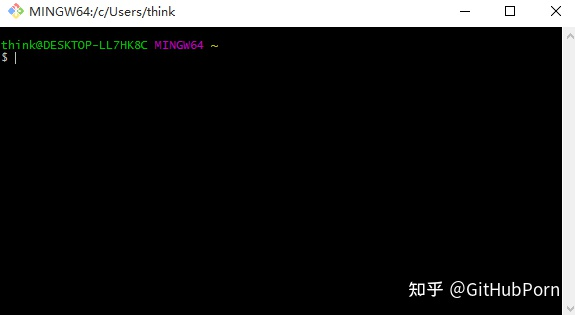 MINGW64:/c/Users/think
think@DESKTOP-LL7HK8C MINGW64 ~
$
知乎 @GitHubPorn